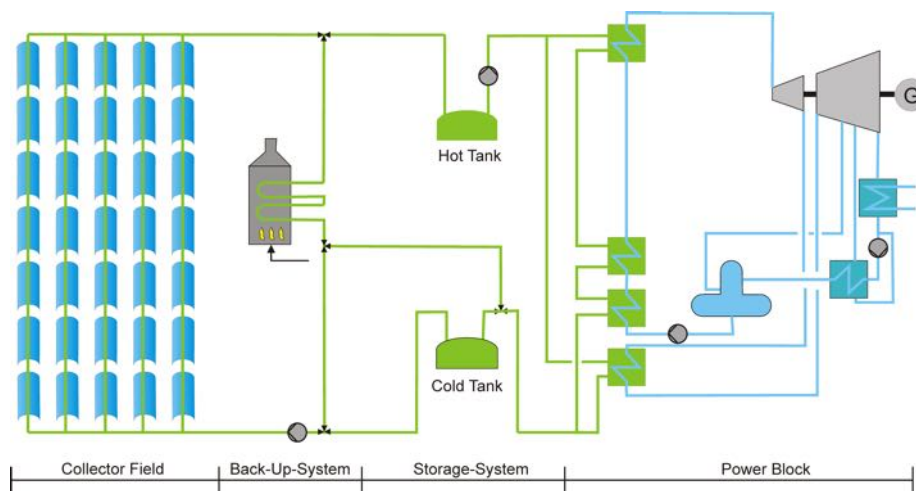 G
Hot Tank
Cold Tank
Collector Field
Back-Up-System
Storage-System
Power Block